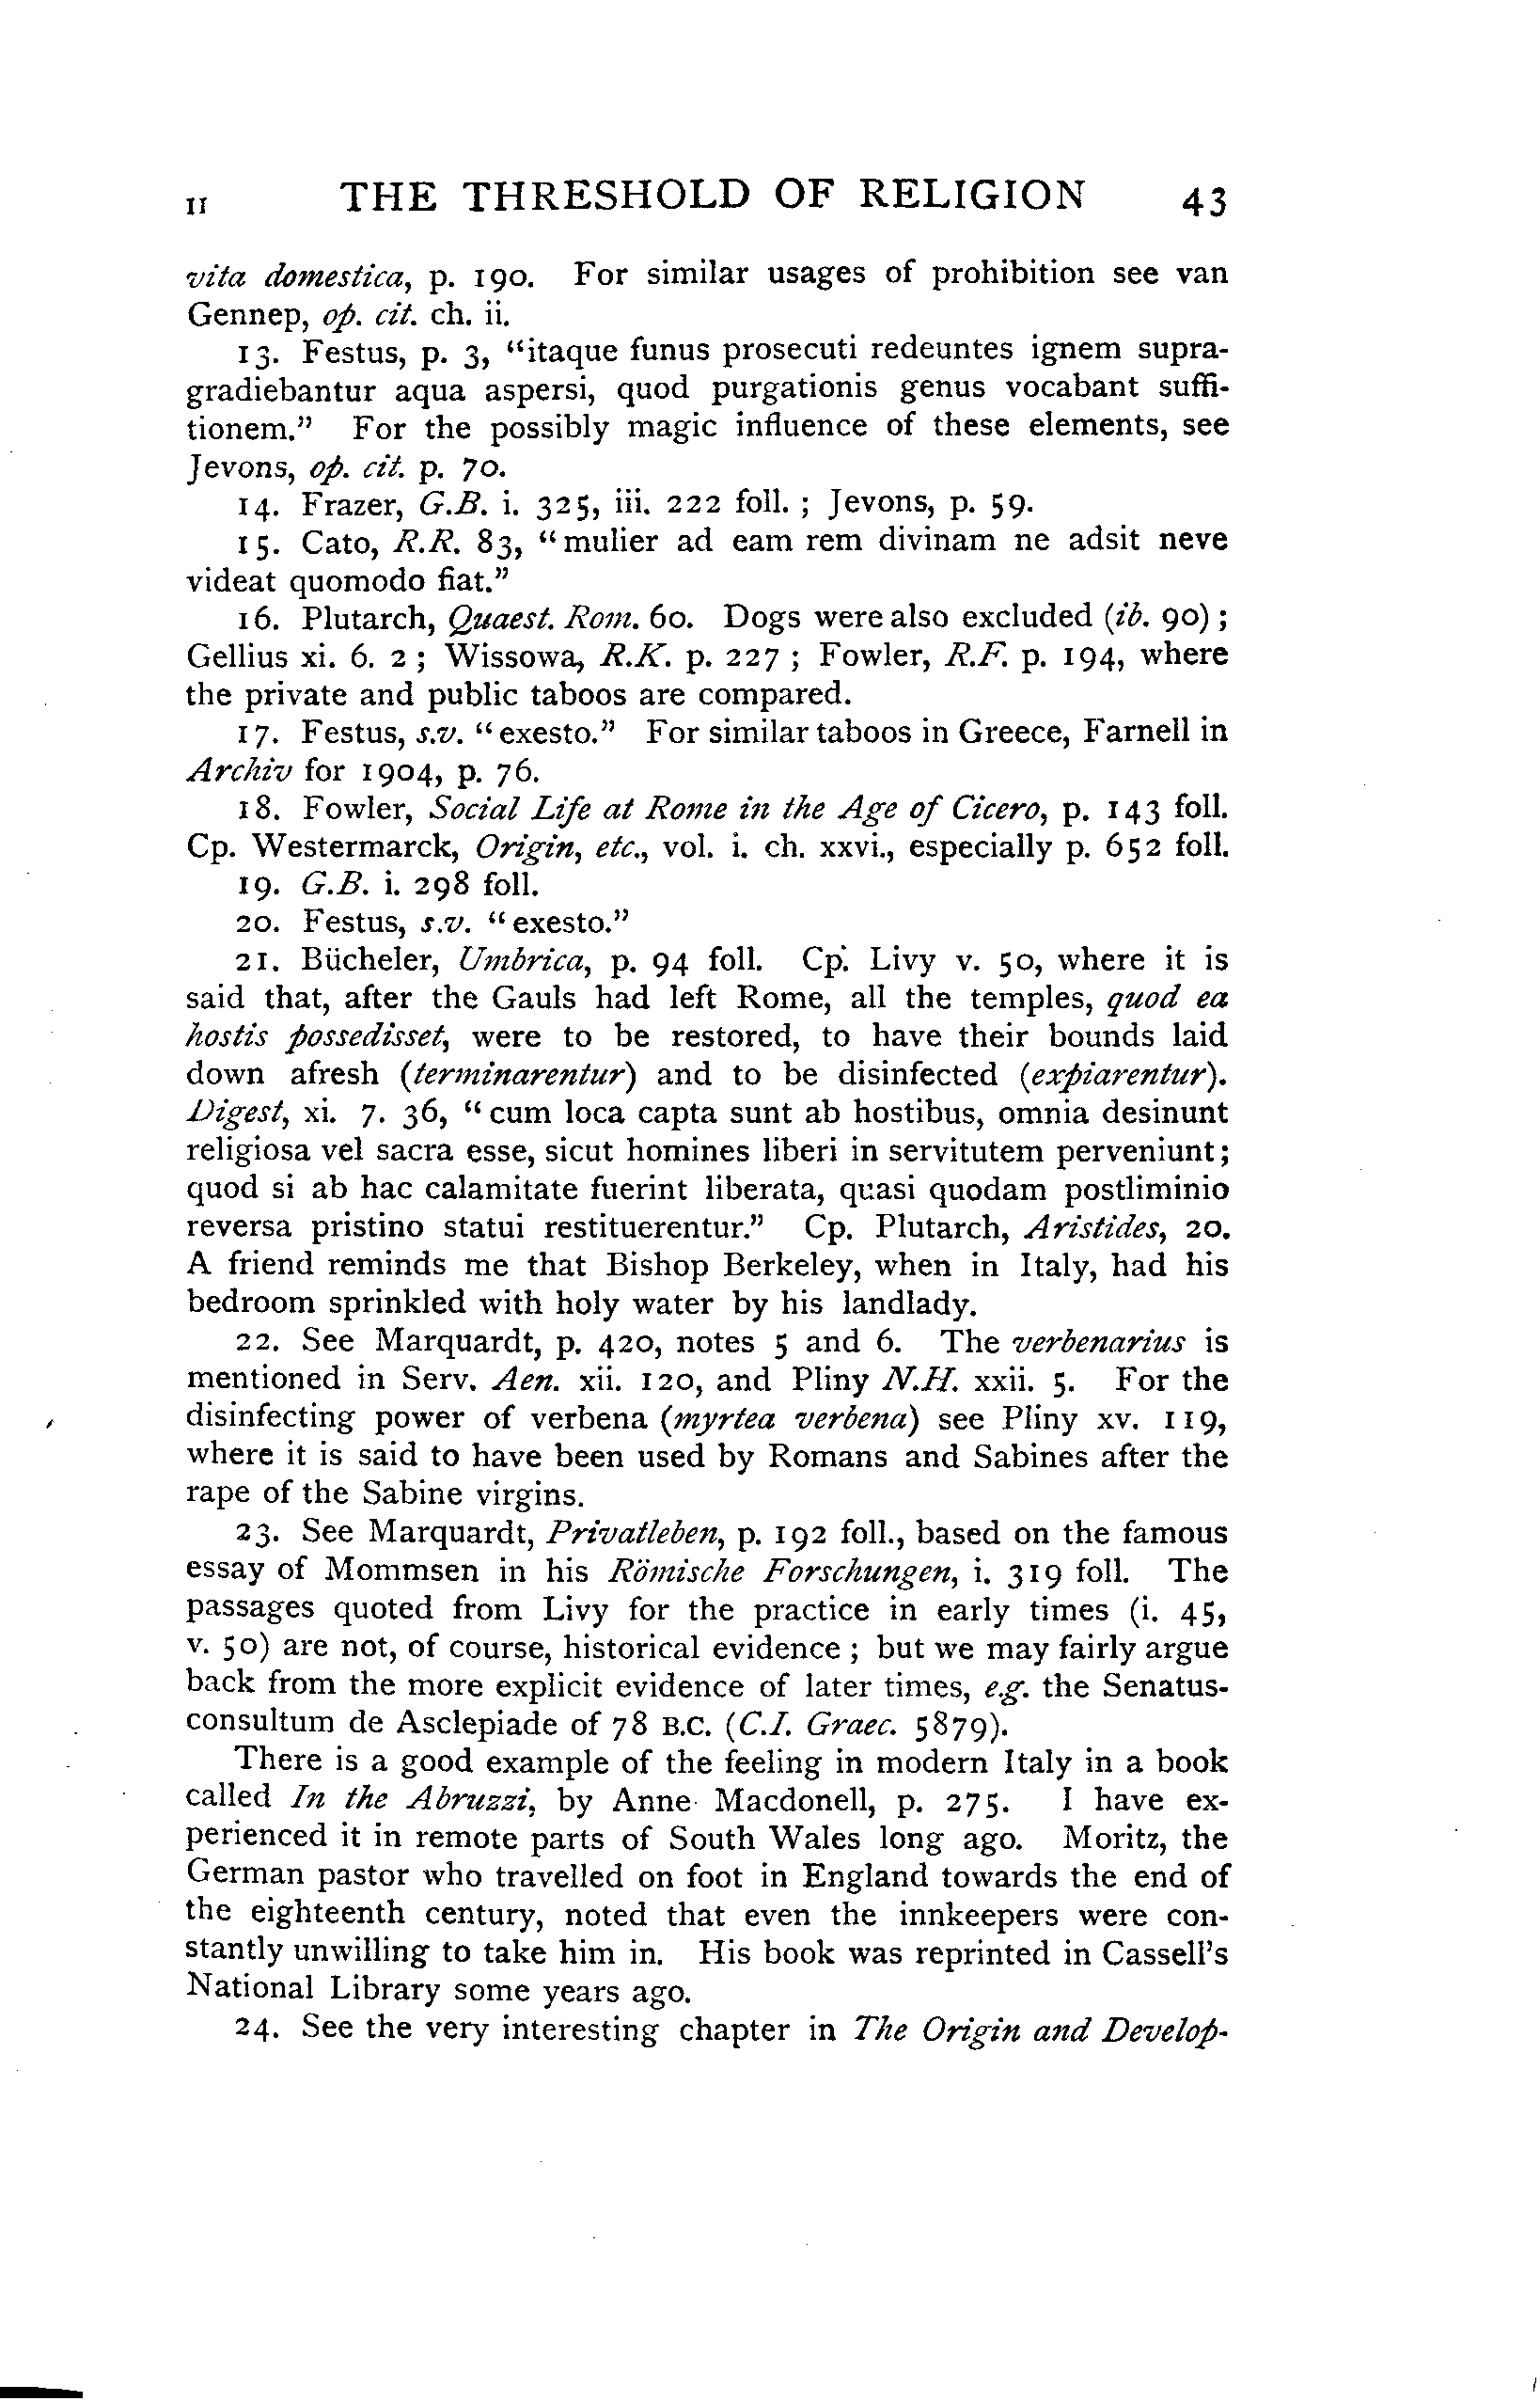 II THE THRESHOLD OF RELIGION 43
vita domestica, p. 190. For similar usages of prohibition see van
Gennep, op. cit. ch. ii.
13. Festus, p. 3, “itaque funus prosecuti redeuntes ignem supra-
gradiebantur aqua aspersi, quod purgationis genus vocabant suffi-
tionem.” For the possibly magic influence of these elements, see
Jevons, op. cit. p. 70.
14. Frazer, G.B. i. 325, iii. 222 foll. ; Jevons, p. 59.
15. Cato, R.R. 83, “mulier ad eam rem divinam ne adsit neve
videat quomodo fiat.”
16. Plutarch, Quaest. Rom. 60. Dogs were also excluded (ib. 90) ;
Gellius xi. 6. 2 ; Wissowa, R.K. p. 227 ; Fowler, R.F. p. 194, where
the private and public taboos are compared.
17. Festus, s.v. “exesto.” For similar taboos in Greece, Farnell in
Archiv for 1904, p. 76.
18. Fowler, Social Life at Rome in the Age of Cicero, p. 143 foll.
Cp. Westermarck, Origin, etc., vol. i. ch. xxvi., especially p. 652 foll.
19. G.B. i. 298 foll.
20. Festus, s.v. “exesto.”
21. Bücheler, Umbrica, p. 94 foll. Cp. Livy v. 50, where it is
said that, after the Gauls had left Rome, all the temples, quod ea
hostis possedisset, were to be restored, to have their bounds laid
down afresh (terminarentur) and to be disinfected (expiarentur).
Digest, xi. 7. 36, “cum loca capta sunt ab hostibus, omnia desinunt
religiosa vel sacra esse, sicut homines liberi in servitutem perveniunt;
quod si ab hac calamitate fuerint liberata, quasi quodam postliminio
reversa pristino statui restituerentur.” Cp. Plutarch, Aristides, 20.
A friend reminds me that Bishop Berkeley, when in Italy, had his
bedroom sprinkled with holy water by his landlady.
22. See Marquardt, p. 420, notes 5 and 6. The verbenarius is
mentioned in Serv. Aen. xii. 120, and Pliny N.H. xxii. 5. For the
disinfecting power of verbena (myrtea verbena) see Pliny xv. 119,
where it is said to have been used by Romans and Sabines after the
rape of the Sabine virgins.
23. See Marquardt, Privatleben, p. 192 foll., based on the famous
essay of Mommsen in his Römische Forschungen, i. 319 foll. The
passages quoted from Livy for the practice in early times (i. 45,
v. 50) are not, of course, historical evidence ; but we may fairly argue
back from the more explicit evidence of later times, e.g. the Senatus-
consultum de Asclepiade of 78 B.C. (C.I. Graec. 5879).
There is a good example of the feeling in modern Italy in a book
called In the Abruzzi, by Anne Macdonell, p. 275. I have ex-
perienced it in remote parts of South Wales long ago. Moritz, the
German pastor who travelled on foot in England towards the end of
the eighteenth century, noted that even the innkeepers were con-
stantly unwilling to take him in. His book was reprinted in Cassell’s
National Library some years ago.
24. See the very interesting chapter in The Origin and Develop-